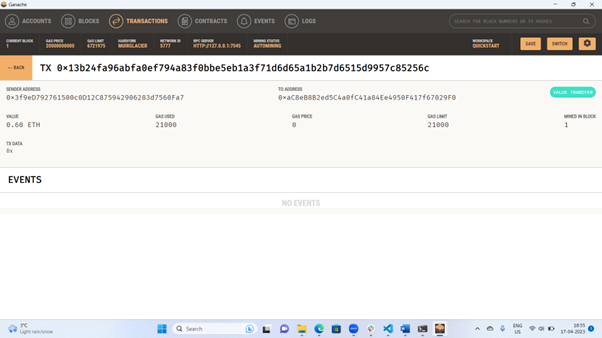 Ganache
ACCOUNTS BLOCKS TRANSACTIONS CONTRACTS EVENTS LOGS SEARCH FOR BLOCK NUMBERS OR TX HASHES
CURRENT BLOCK GAS PRICE GAS LIMIT HARDFORK NETWORK ID RPC SERVER MINING STATUS WORKSPACE
1 20000000000 6721975 MUIRGLACIER 5777 HTTP://127.0.0.1:7545 AUTOMINING QUICKSTART SAVE SWITCH
← BACK TX 0×13b24fa96abfa0ef794a83f0bbe5eb1a3f71d6d65a1b2b7d6515d9957c85256c
SENDER ADDRESS TO ADDRESS
0×3f9eD792761500c0D12C875942906283d7560Fa7 0×aC8eB8B2ed5C4a0fC41a84Ee4950F417f67029F0 VALUE TRANSFER
VALUE GAS USED GAS PRICE GAS LIMIT MINED IN BLOCK
0.60 ETH 21000 0 21000 1
TX DATA
0x
EVENTS
NO EVENTS
3°C
Light rain/snow
Search
ENG
US
18:55
17-04-2023